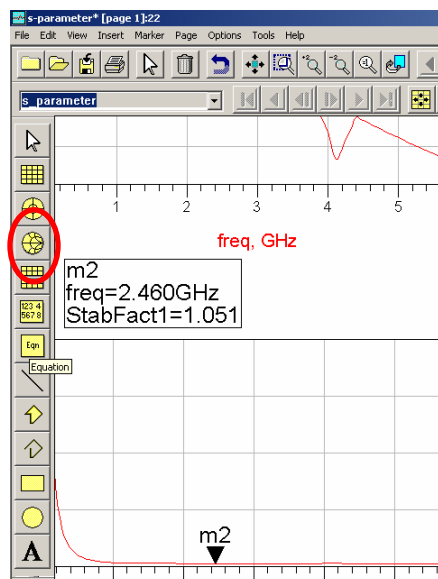 s-parameter* [page 1]:22
File Edit View Insert Marker Page Options Tools Help
s_parameter
1 2 3 4 5
freq, GHz
m2
freq=2.460GHz
StabFact1=1.051
123 4
567 8
Eqn
Equation
m2
A